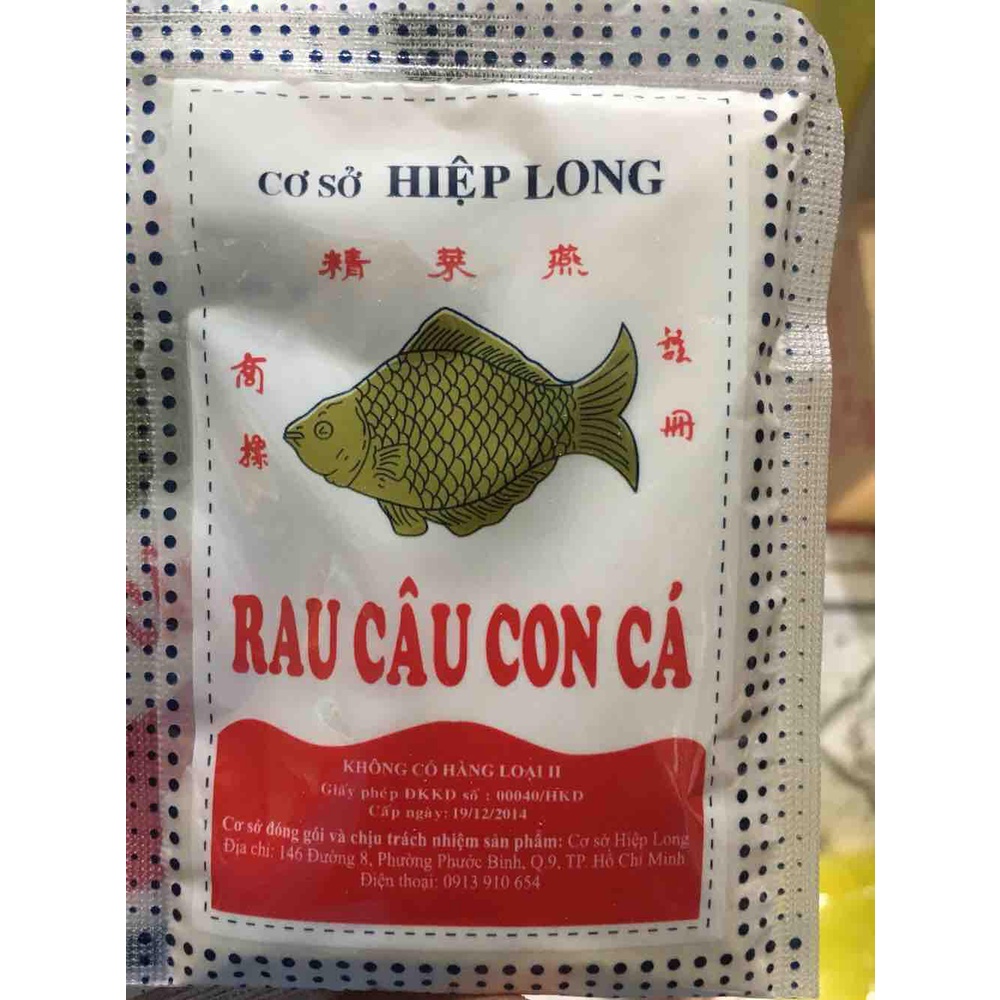 CƠ SỞ HIỆP LONG
精 菜 燕
商
標
註
冊
RAU CÂU CON CÁ
KHÔNG CÓ HÀNG LOẠI II
Giấy phép ĐKKD số : 00040/HKD
Cấp ngày: 19/12/2014
Cơ sở đóng gói và chịu trách nhiệm sản phẩm: Cơ sở Hiệp Long
Địa chỉ: 146 Đường 8, Phường Phước Bình, Q.9, TP. Hồ Chí Minh
Điện thoại: 0913 910 654